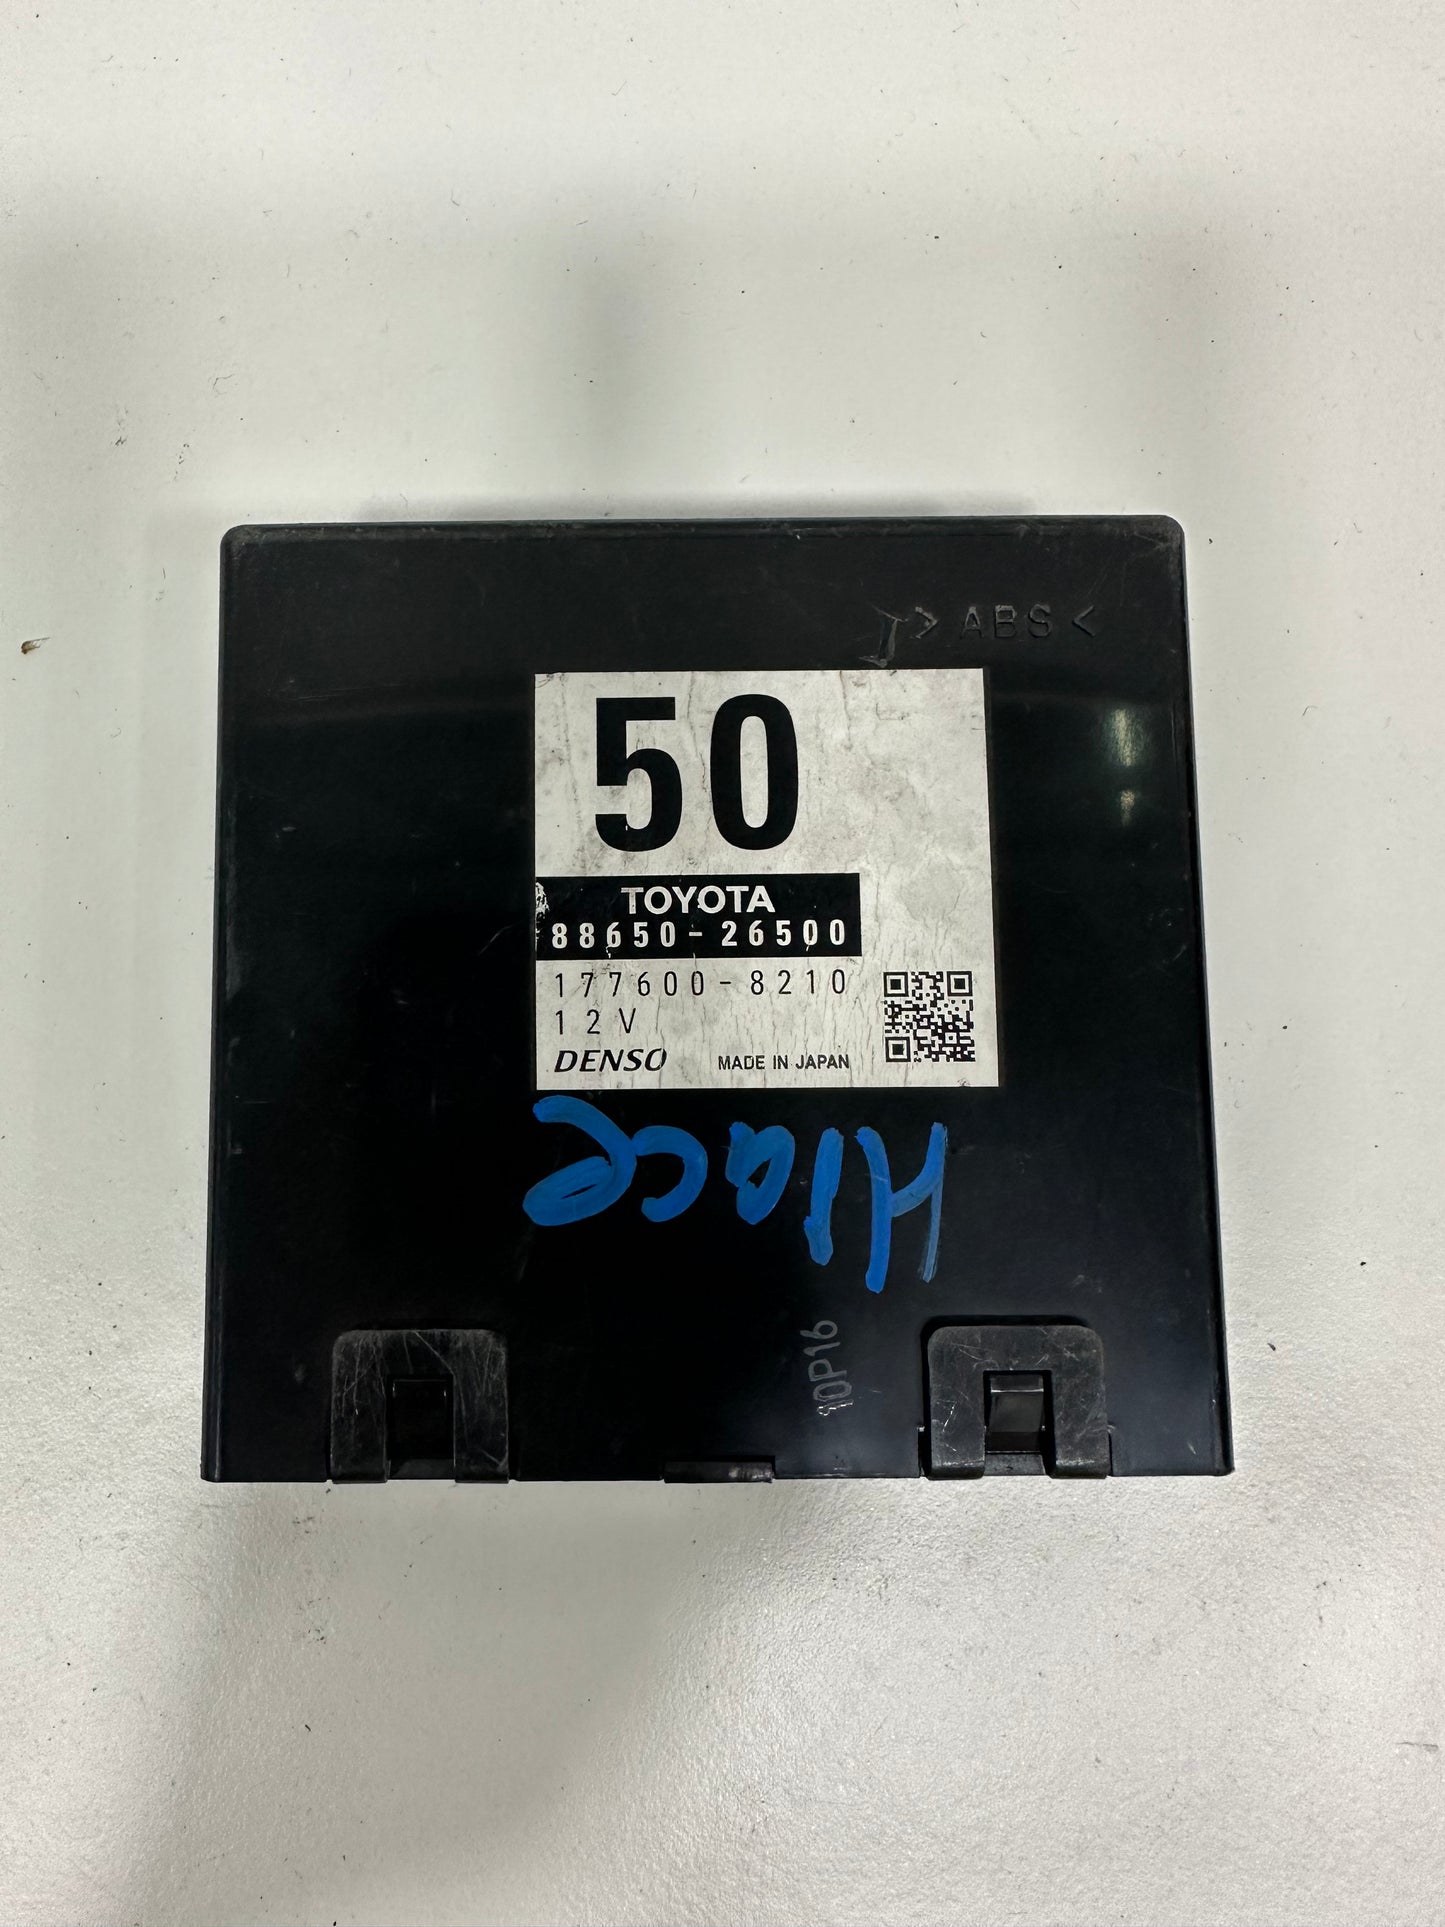 > ABS <
50
TOYOTA
88650-26500
177600-8210
12V
DENSO MADE IN JAPAN
Hiace
10P16